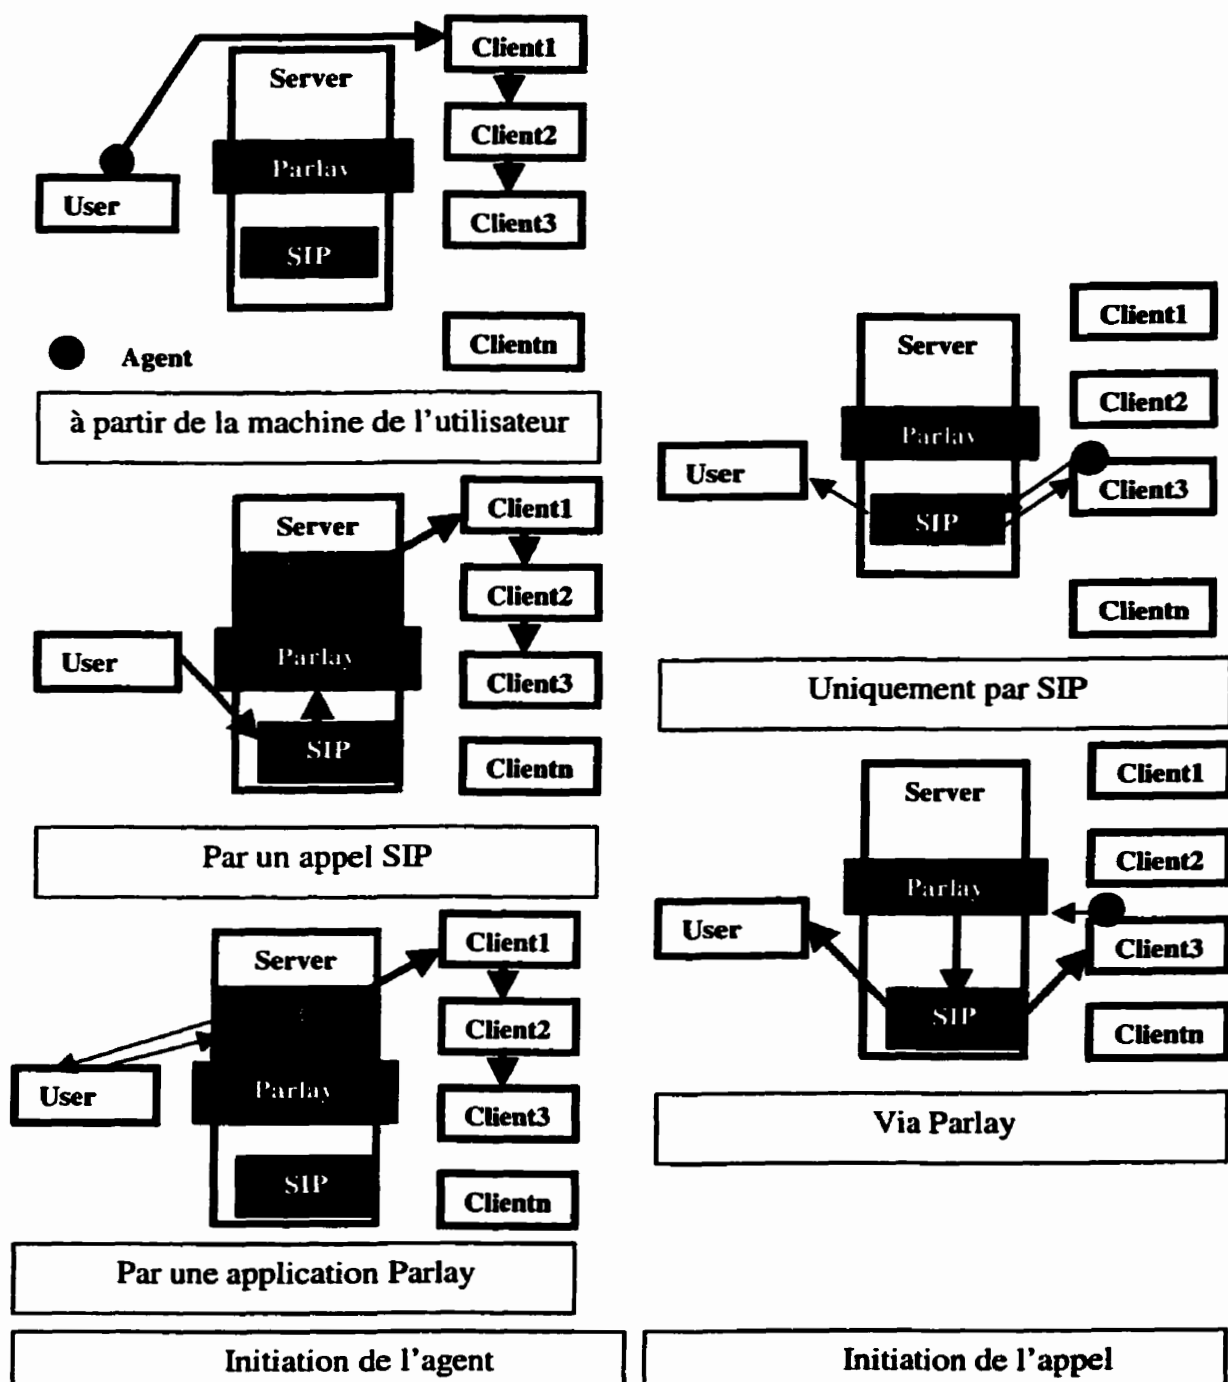 Client1
Server
Client2
Parlay
User
Client3
SIP
Clientn
Agent
à partir de la machine de l'utilisateur
Client1
Server
Client2
User
Parlay
Client3
SIP
Clientn
Par un appel SIP
Client1
Server
Client2
User
Parlay
Client3
SIP
Clientn
Par une application Parlay
Initiation de l'agent
Client1
Server
Client2
Parlay
User
Client3
SIP
Clientn
Uniquement par SIP
Client1
Server
Client2
Parlay
User
Client3
SIP
Clientn
Via Parlay
Initiation de l'appel